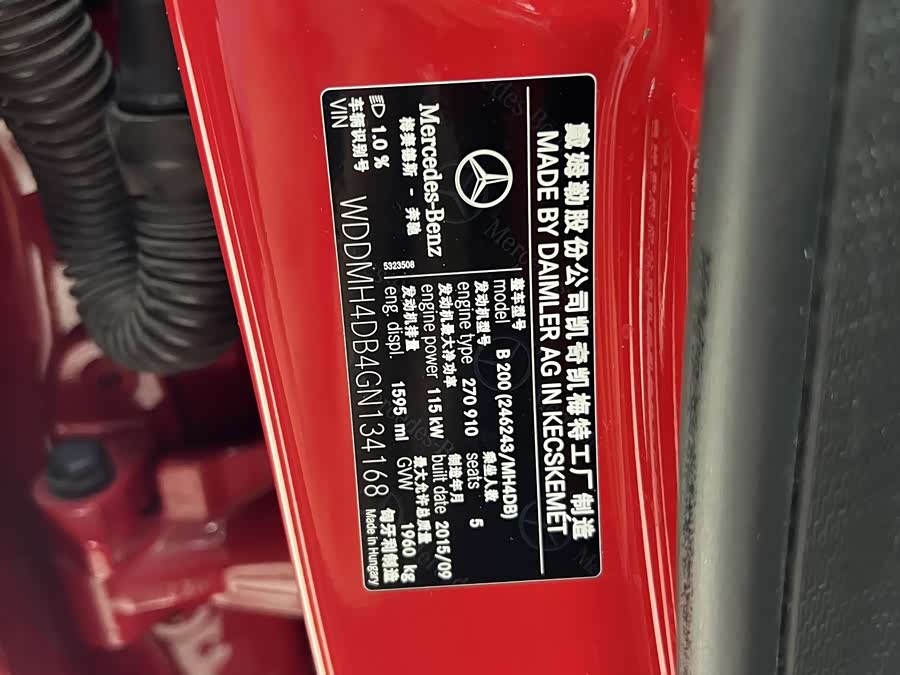 戴姆勒股份公司凯奇凯梅特工厂制造
MADE BY DAIMLER AG IN KECSKEMÉT
Mercedes-Benz
梅赛德斯 - 奔驰
整车型号
model B 200 (246243/MH4DB)
发动机型号 乘坐人数
engine type 270 910 seats 5
发动机最大净功率 制造年月
engine power 115 kW built date 2015/09
发动机排量 最大允许总质量
eng. displ. 1595 ml GVW 1960 kg
5323508
1.0 %
车辆识别号 匈牙利制造
VIN WDDMH4DB4GN134168 Made in Hungary